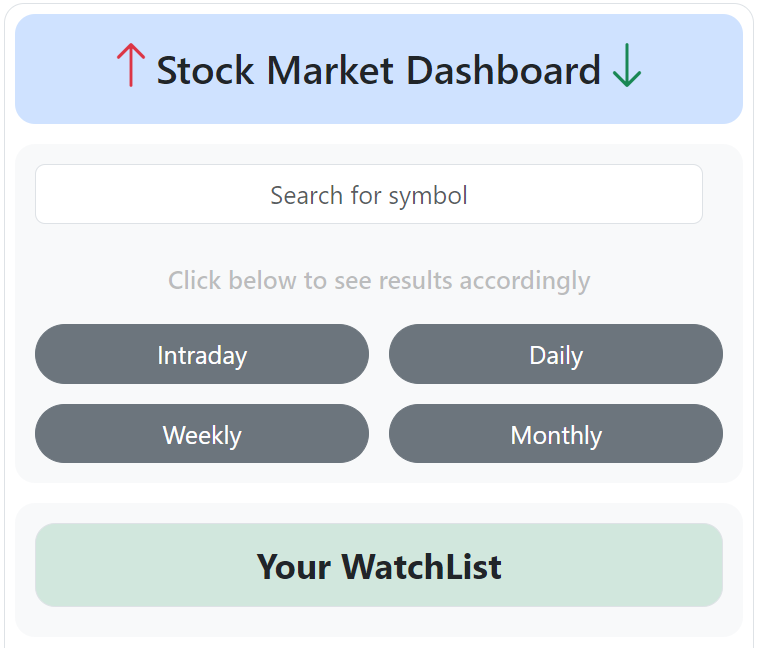 Stock Market Dashboard
Search for symbol
Click below to see results accordingly
Intraday Daily
Weekly Monthly
Your WatchList